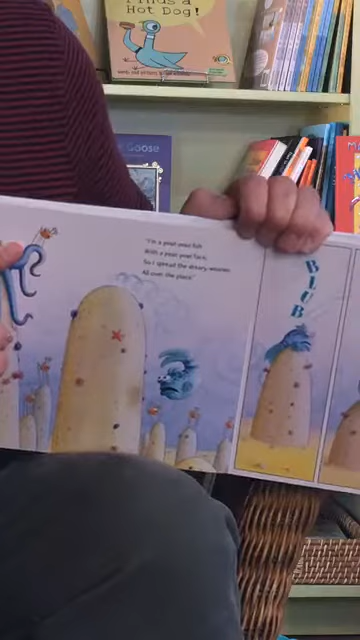 Finds a
Hot Dog!
Goose
"I'm a pout-pout fish
With a pout-pout face,
So I spread the dreary-wearies
All over the place."
BLUB